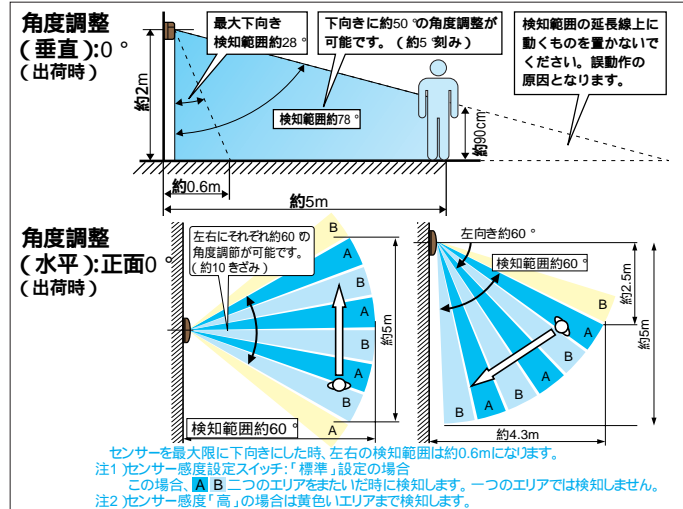 角度調整
(垂直):0°
(出荷時)
最大下向き
検知範囲約28°
下向きに約50°の角度調整が
可能です。(約5°刻み)
検知範囲の延長線上に
動くものを置かないで
ください。誤動作の
原因となります。
約2m
検知範囲約78°
約90cm
約0.6m
約5m
角度調整
(水平):正面0°
(出荷時)
左右にそれぞれ約60°の
角度調節が可能です。
(約10°きざみ)
B
A
B
A
B
A
B
A
約5m
検知範囲約60°
左向き約60°
検知範囲約60°
B
A
B
A
B
A
B
約2.5m
約5m
約4.3m
センサーを最大限に下向きにした時、左右の検知範囲は約0.6mになります。
注1)センサー感度設定スイッチ:「標準」設定の場合
この場合、A B 二つのエリアをまたいだ時に検知します。一つのエリアでは検知しません。
注2)センサー感度「高」の場合は黄色いエリアまで検知します。